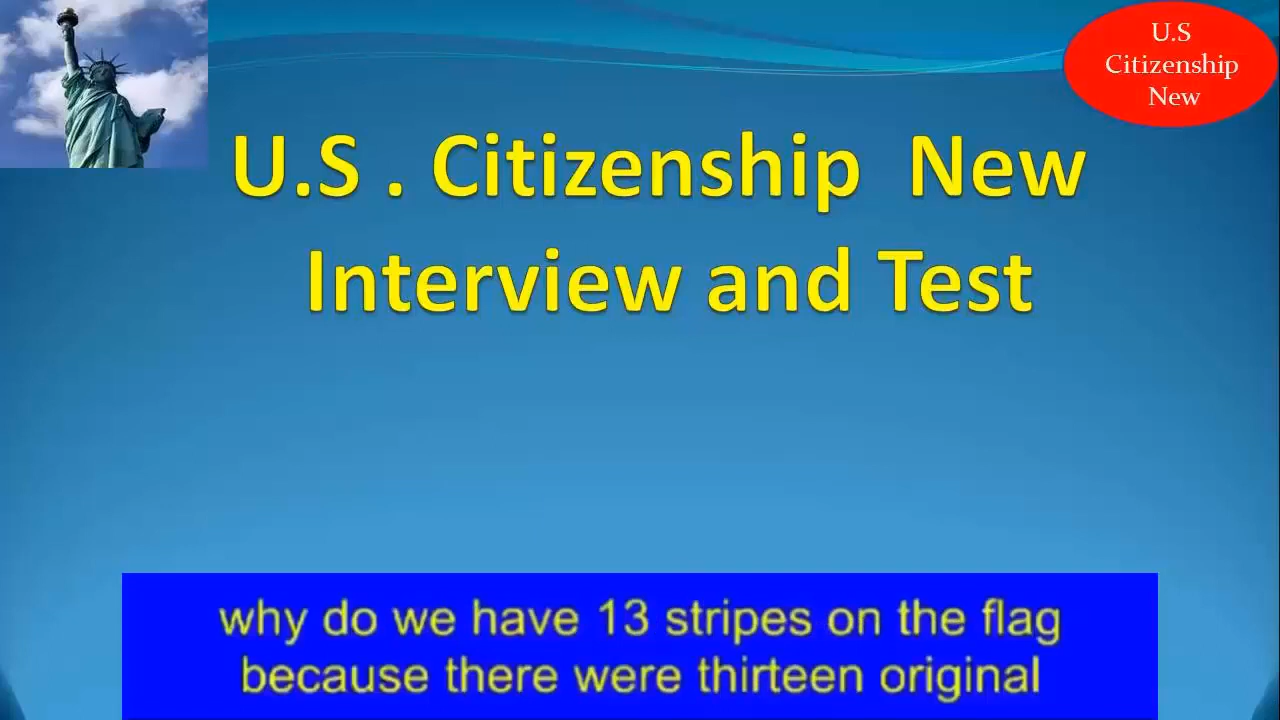 U.S
Citizenship
New
U.S . Citizenship  New
Interview and Test
why do we have 13 stripes on the flag
because there were thirteen original